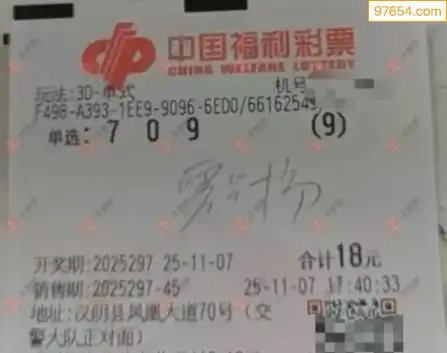 97654.com
中国福利彩票
CHINA WELFARE LOTTERY
玩法:3D-单式 机号
F498-A393-1EE9-9096-6ED0/66162549
单选: 7 0 9 (9)
开奖期:2025297 25-11-07 合计18元
销售期:2025297-45 25-11-07 17:40:33
地址:汉阴县凤凰大道70号(交
警大队正对面)